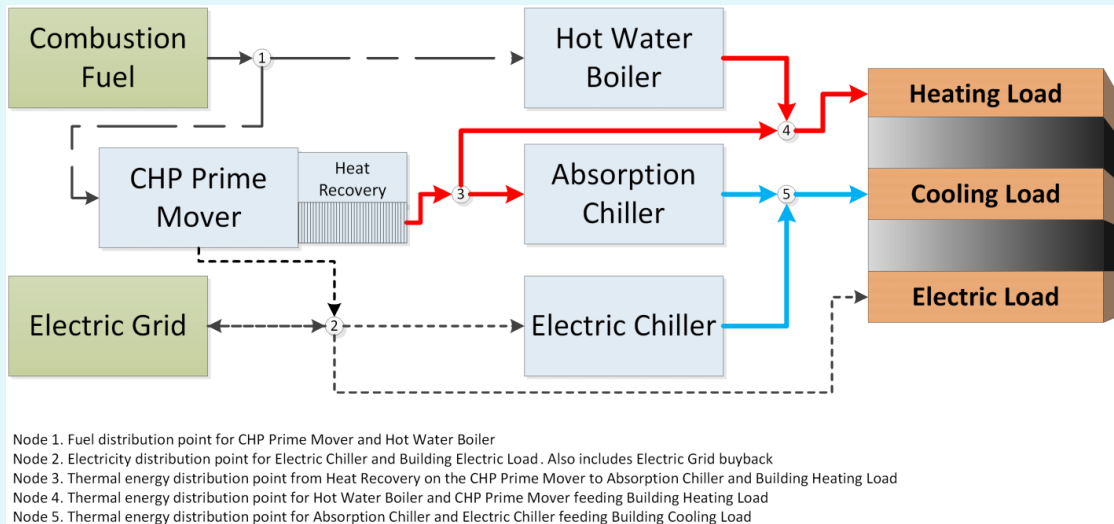 Combustion
Fuel
1
Hot Water
Boiler
Heating Load
4
CHP Prime
Mover
Heat
Recovery
3
Absorption
Chiller
5
Cooling Load
Electric Grid
2
Electric Chiller
Electric Load
Node 1. Fuel distribution point for CHP Prime Mover and Hot Water Boiler
Node 2. Electricity distribution point for Electric Chiller and Building Electric Load. Also includes Electric Grid buyback
Node 3. Thermal energy distribution point from Heat Recovery on the CHP Prime Mover to Absorption Chiller and Building Heating Load
Node 4. Thermal energy distribution point for Hot Water Boiler and CHP Prime Mover feeding Building Heating Load
Node 5. Thermal energy distribution point for Absorption Chiller and Electric Chiller feeding Building Cooling Load